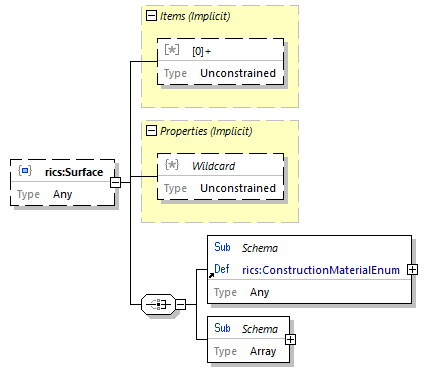 Items (Implicit)
[*] [0]+
Type Unconstrained
Properties (Implicit)
{*} Wildcard
Type Unconstrained
rics:Surface
Type Any
Sub Schema
Def rics:ConstructionMaterialEnum
Type Any
Sub Schema
Type Array